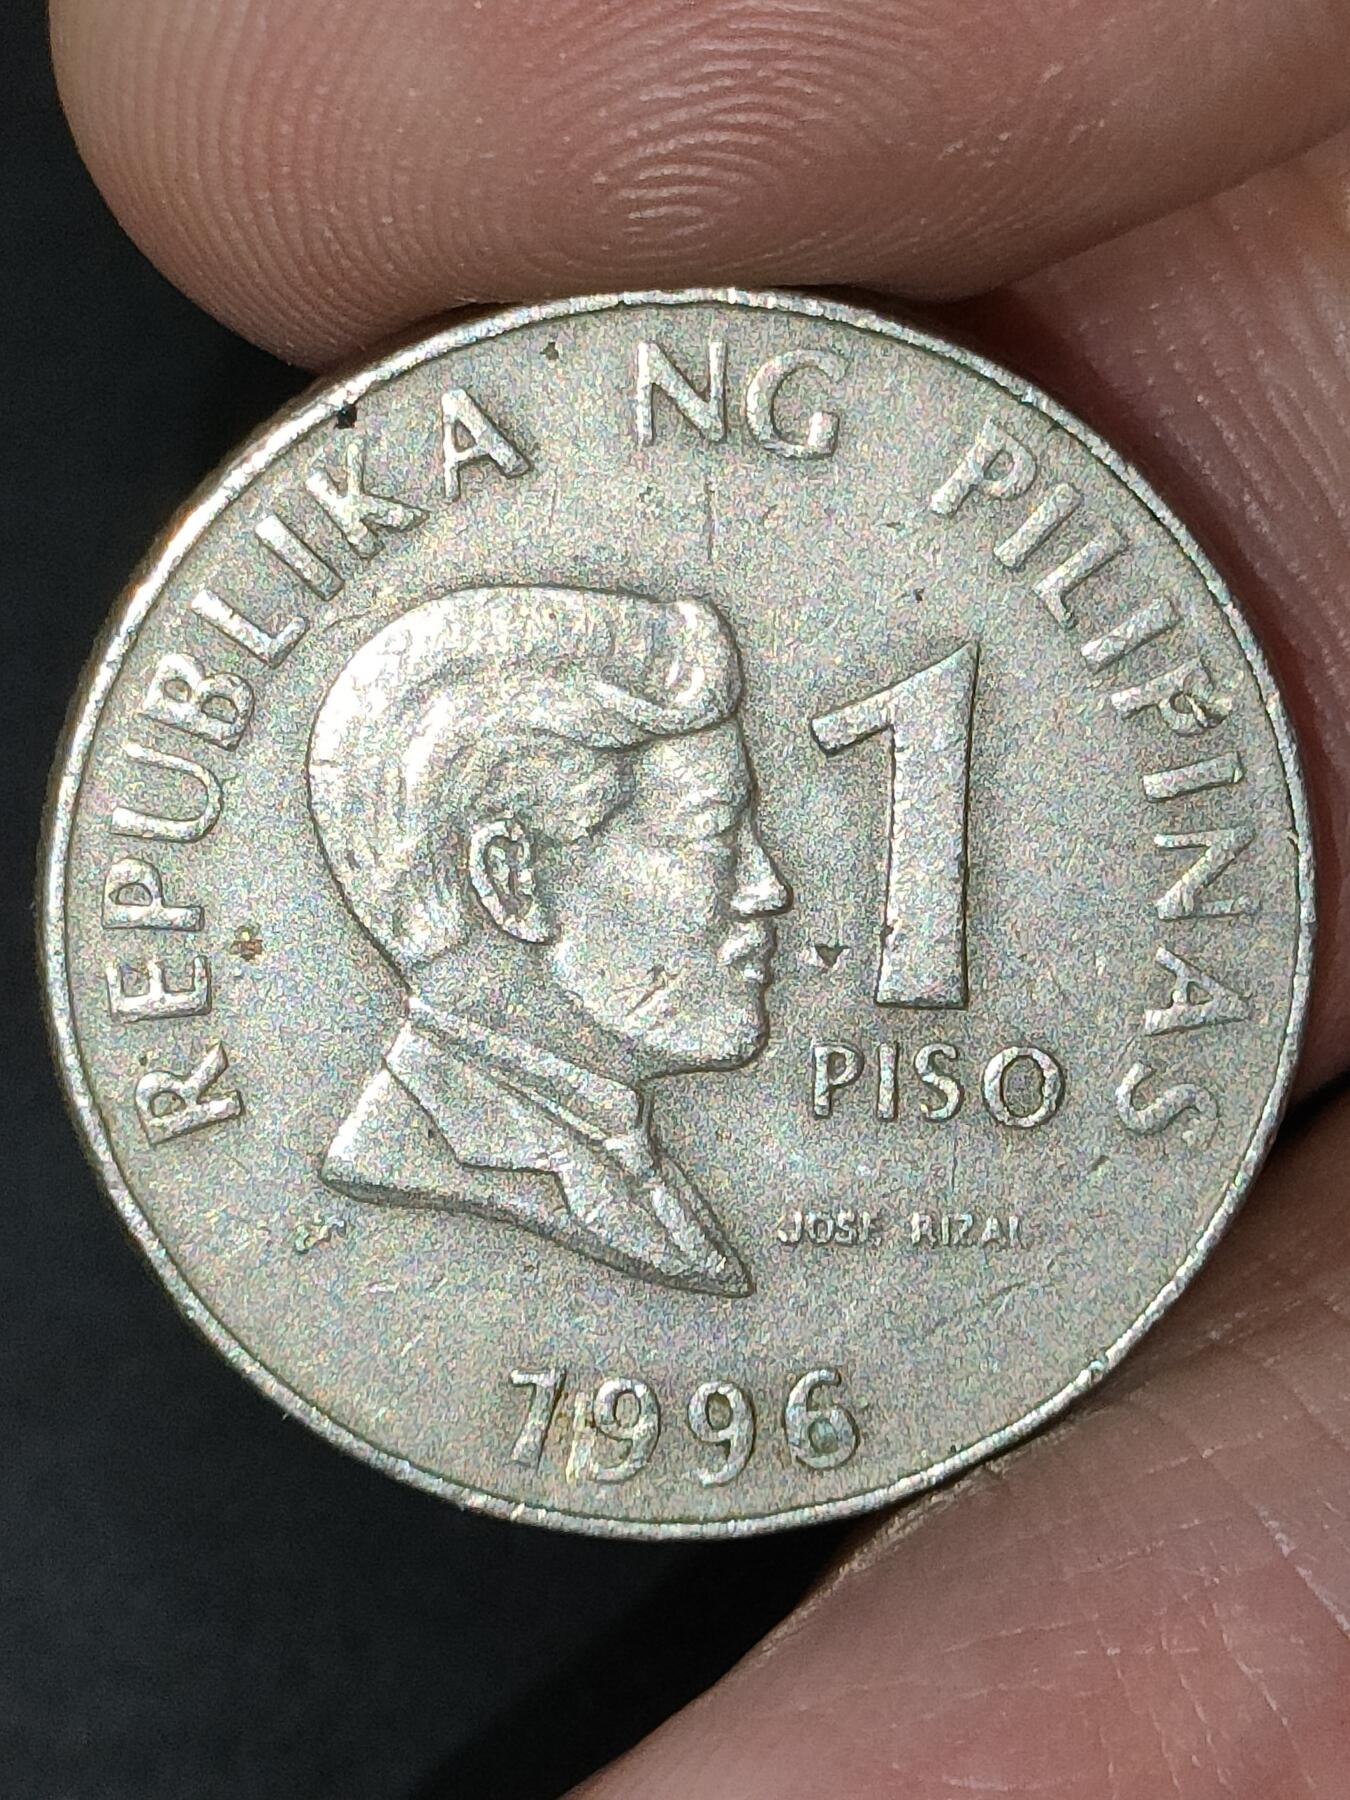 REPUBLIKA NG PILIPINAS
1
PISO
JOSE RIZAL
1996